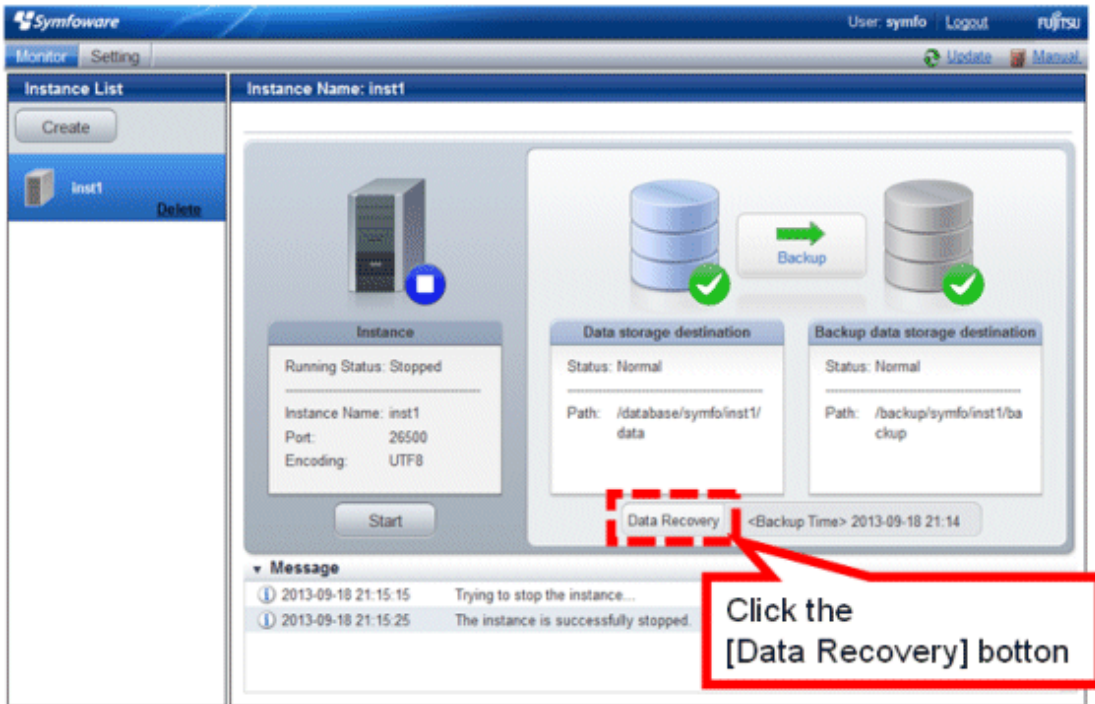 Symfoware
User: symfo Logout FUJITSU
Monitor Setting
Update Manual
Instance List
Create
inst1
Delete
Instance Name: inst1
Backup
Instance
Running Status: Stopped
Instance Name: inst1
Port: 26500
Encoding: UTF8
Start
Data storage destination
Status: Normal
Path: /database/symfo/inst1/
data
Backup data storage destination
Status: Normal
Path: /backup/symfo/inst1/ba
ckup
Data Recovery <Backup Time> 2013-09-18 21:14
Message
2013-09-18 21:15:15 Trying to stop the instance...
2013-09-18 21:15:25 The instance is successfully stopped.
Click the
[Data Recovery] botton